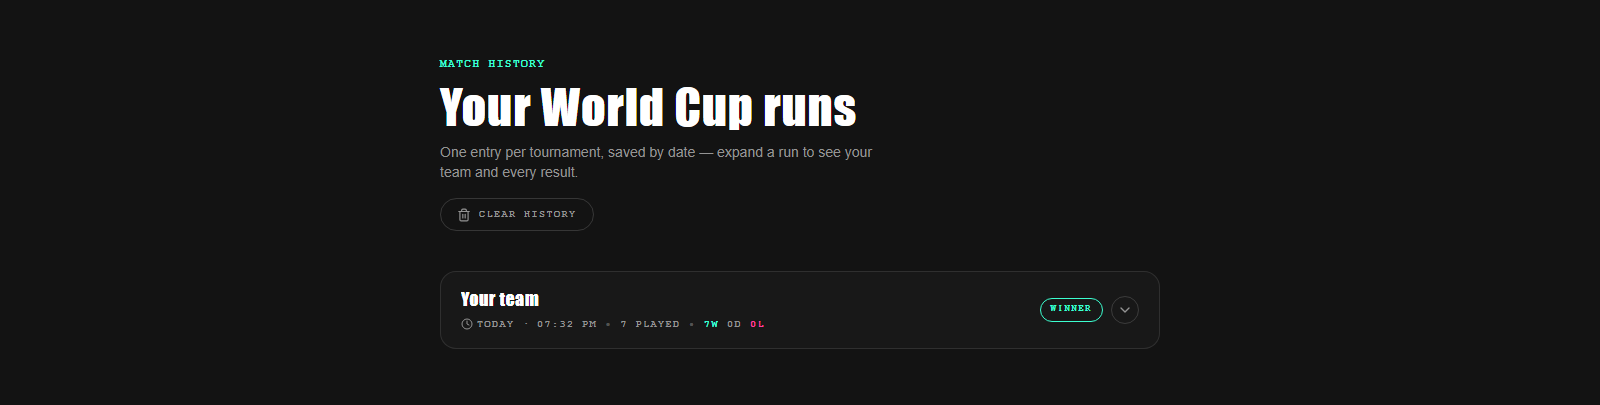 MATCH HISTORY
Your World Cup runs
One entry per tournament, saved by date — expand a run to see your
team and every result.
CLEAR HISTORY
Your team
WINNER
TODAY · 07:32 PM • 7 PLAYED • 7W 0D 0L